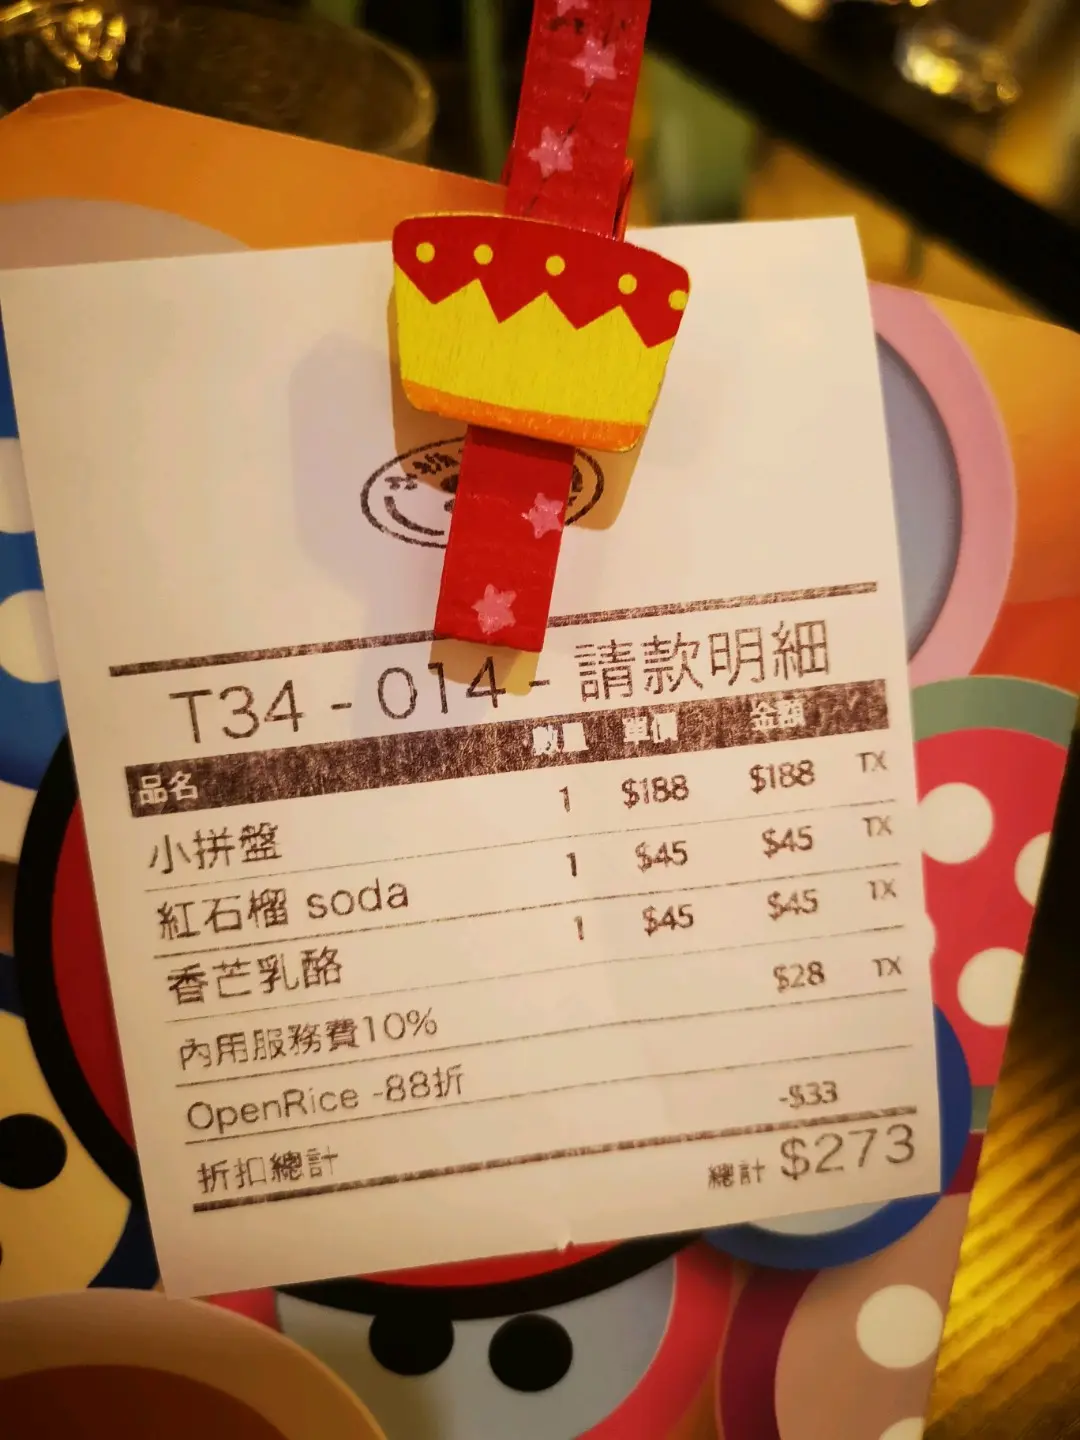 T34 - 014 - 請款明細
品名 數量 單價 金額
小拼盤 1 $188 $188 TX
紅石榴 soda 1 $45 $45 TX
香芒乳酪 1 $45 $45 TX
內用服務費10% $28 TX
OpenRice -88折
折扣總計 -$33
總計 $273